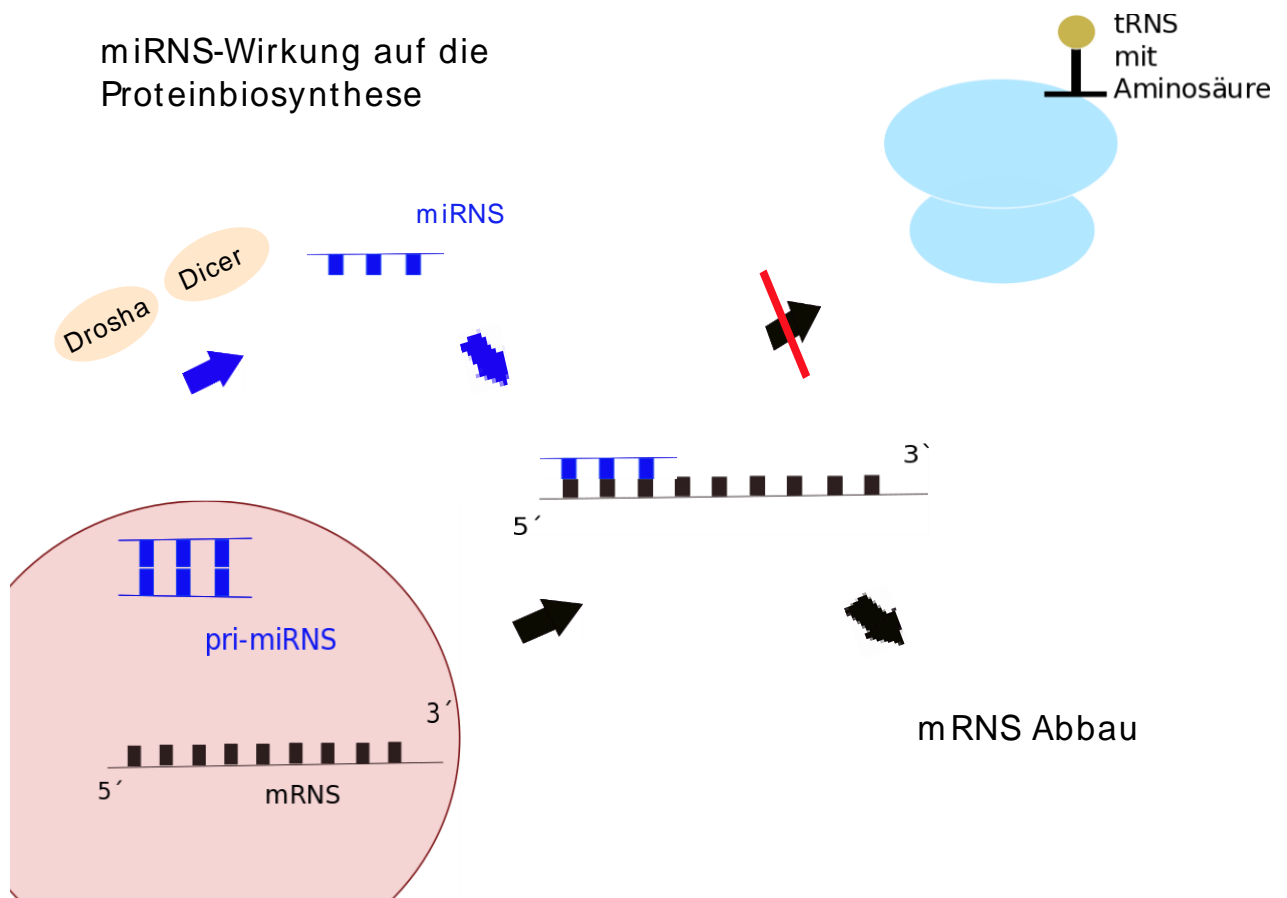 miRNS-Wirkung auf die
Proteinbiosynthese
tRNS
mit
Aminosäure
miRNS
Dicer
Drosha
3`
5´
pri-miRNS
3´
5´
mRNS
mRNS Abbau